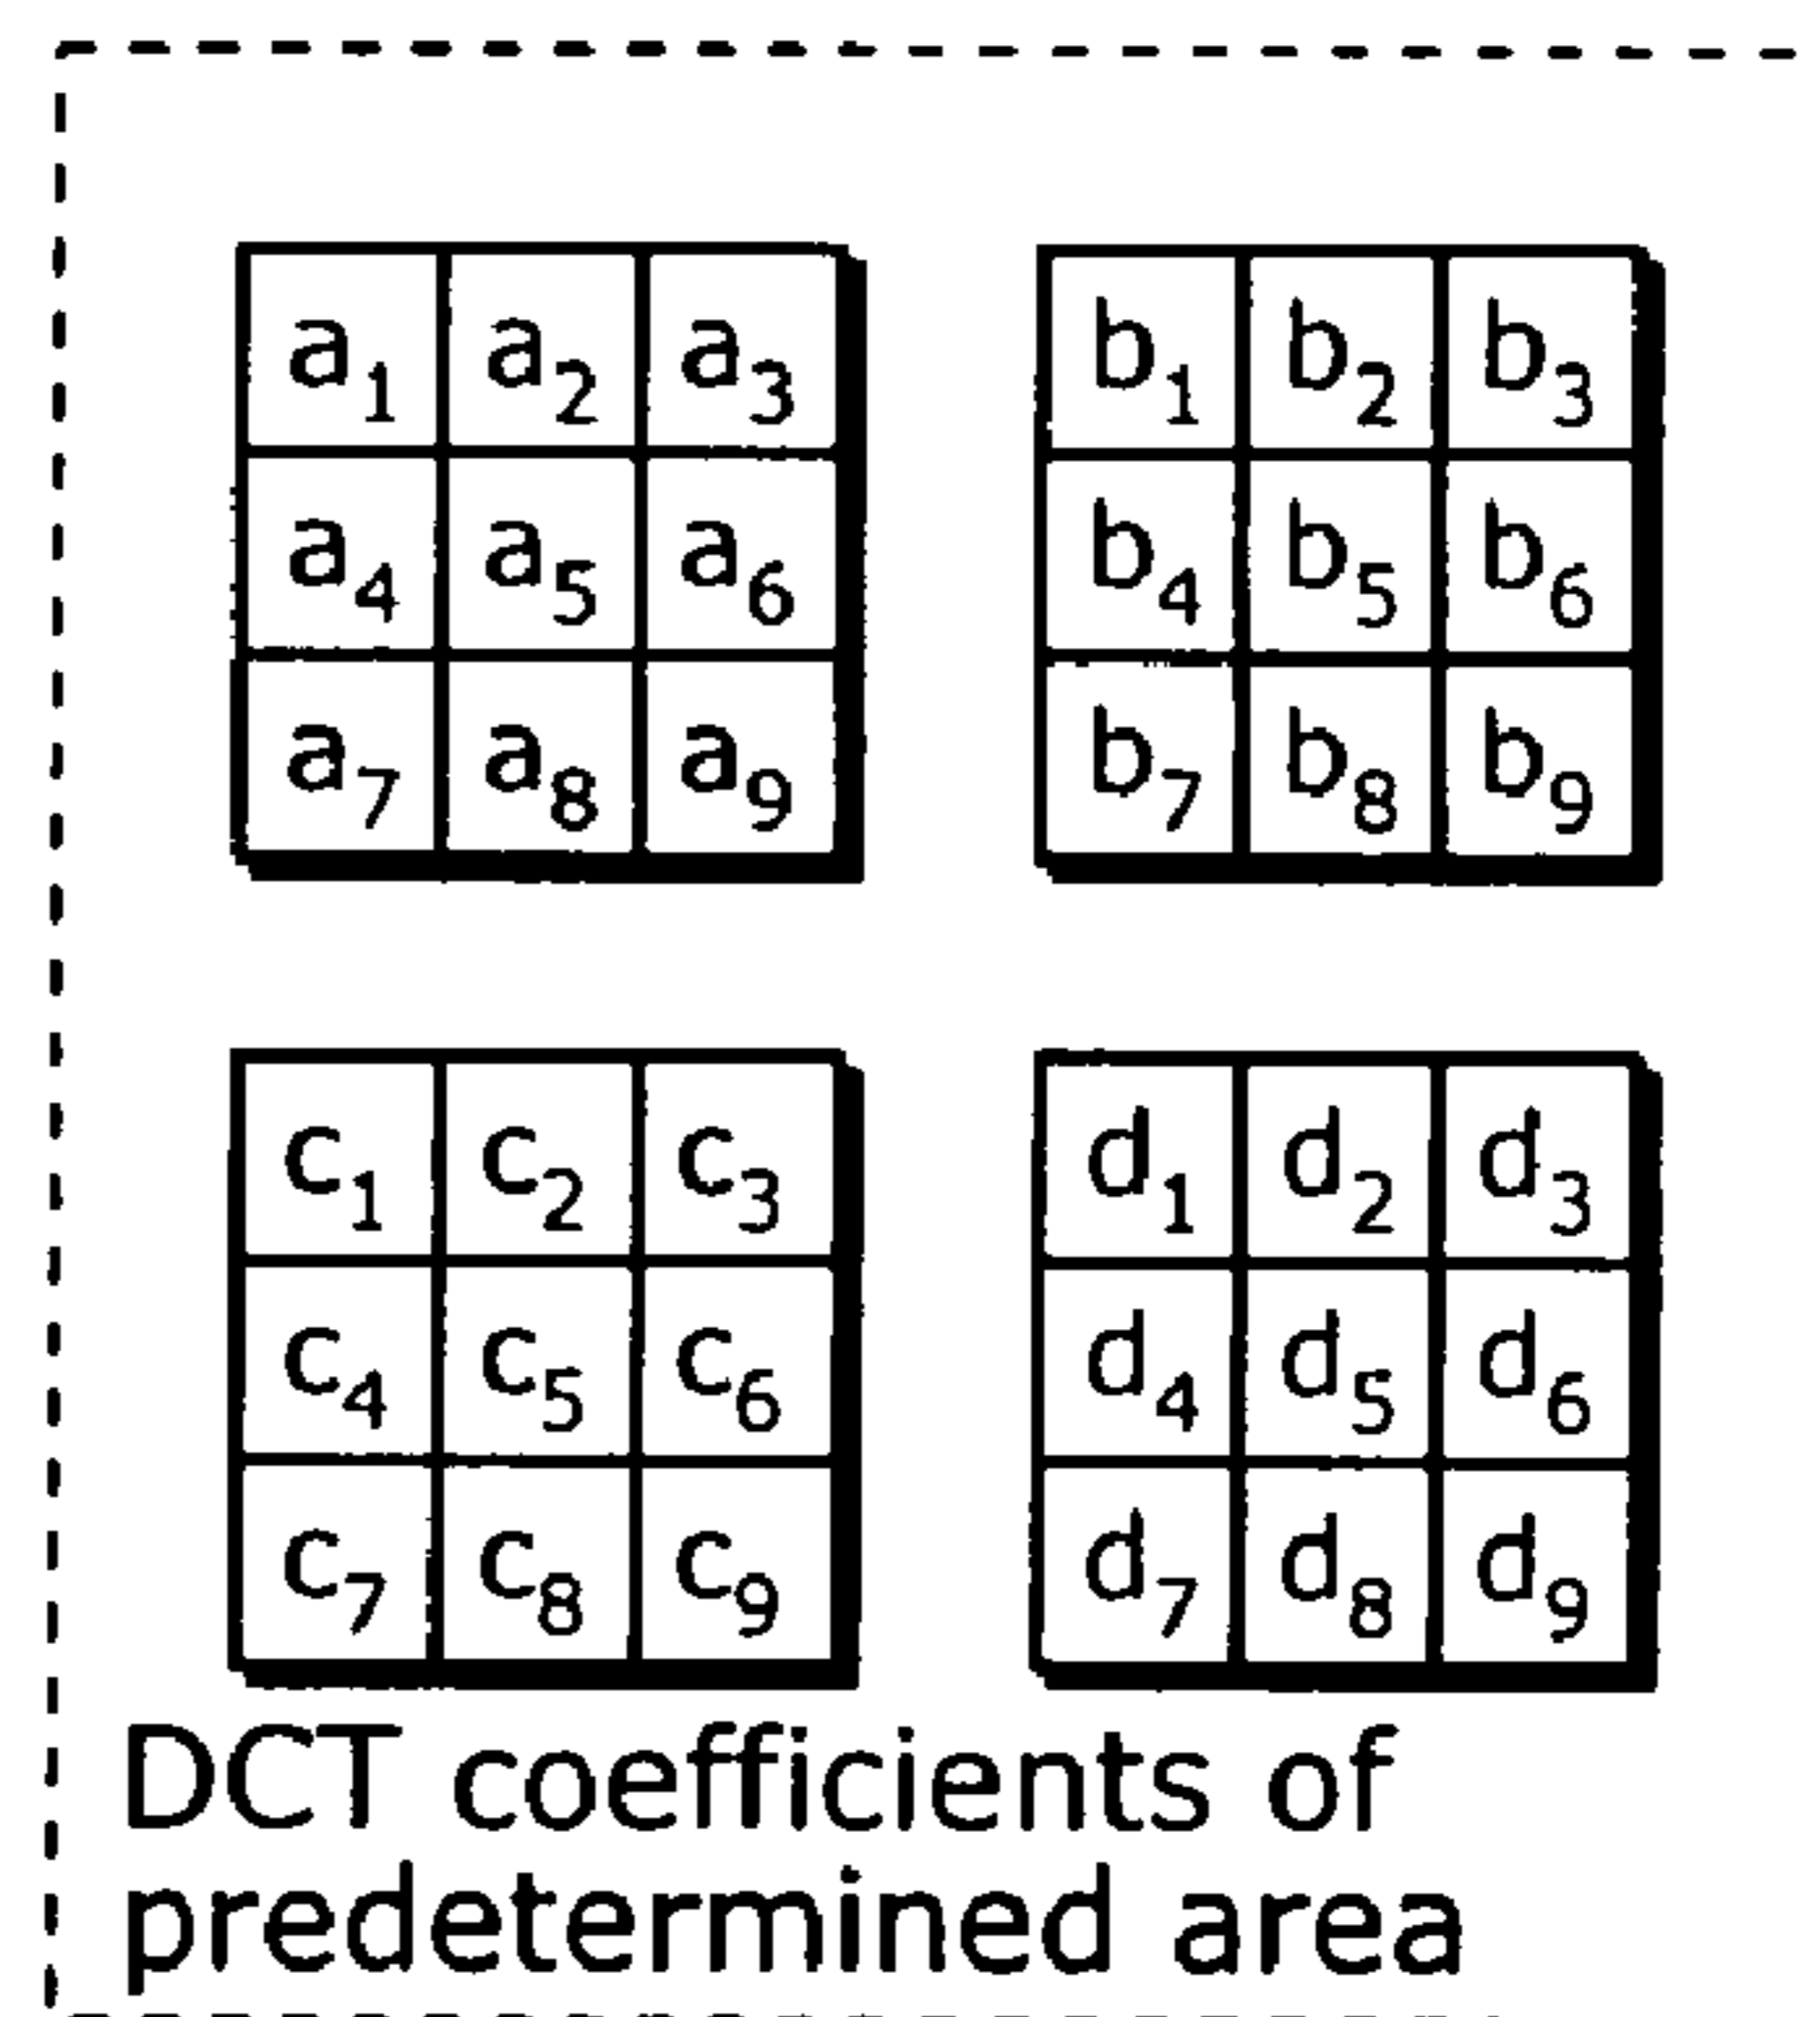 a₁ a₂ a₃ b₁ b₂ b₃
a₄ a₅ a₆ b₄ b₅ b₆
a₇ a₈ a₉ b₇ b₈ b₉
c₁ c₂ c₃ d₁ d₂ d₃
c₄ c₅ c₆ d₄ d₅ d₆
c₇ c₈ c₉ d₇ d₈ d₉
DCT coefficients of
predetermined area